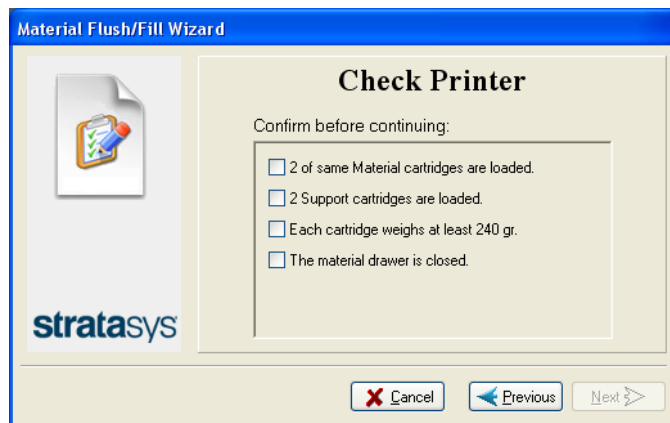 Material Flush/Fill Wizard
Check Printer
Confirm before continuing:
2 of same Material cartridges are loaded.
2 Support cartridges are loaded.
Each cartridge weighs at least 240 gr.
The material drawer is closed.
stratasys
Cancel
Previous
Next